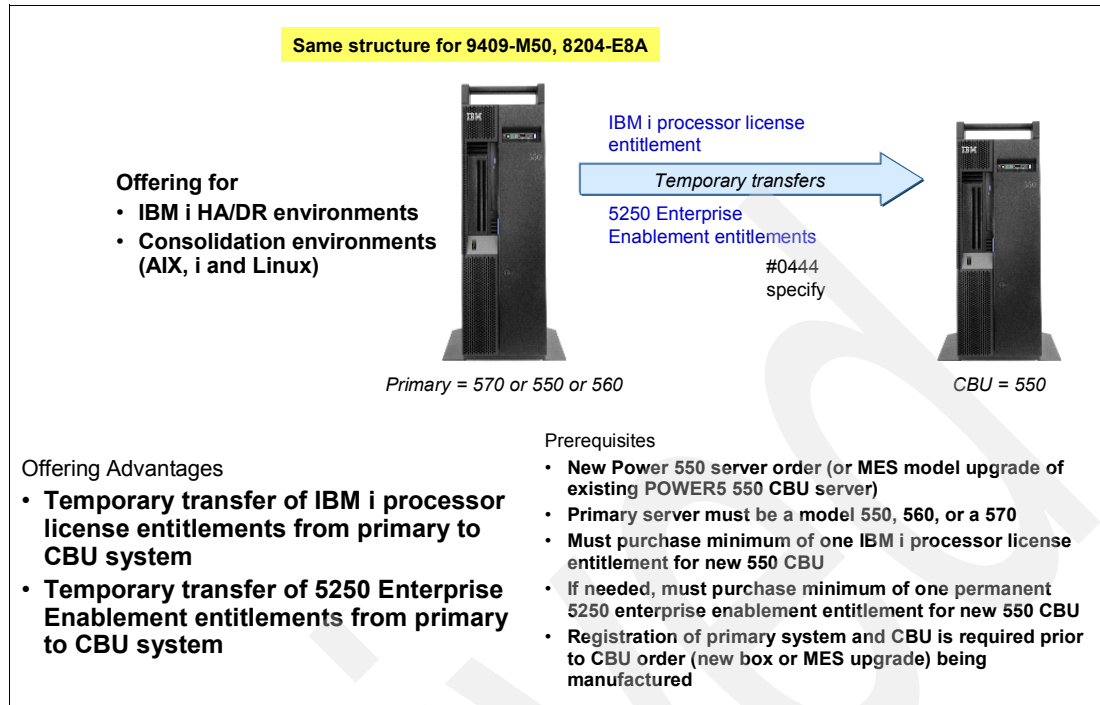 Same structure for 9409-M50, 8204-E8A
IBM
550
IBM i processor license
entitlement
Temporary transfers
5250 Enterprise
Enablement entitlements
#0444
specify
IBM
550
Offering for
• IBM i HA/DR environments
• Consolidation environments
(AIX, i and Linux)
Primary = 570 or 550 or 560
CBU = 550
Offering Advantages
• Temporary transfer of IBM i processor
license entitlements from primary to
CBU system
• Temporary transfer of 5250 Enterprise
Enablement entitlements from primary
to CBU system
Prerequisites
• New Power 550 server order (or MES model upgrade of
existing POWER5 550 CBU server)
• Primary server must be a model 550, 560, or a 570
• Must purchase minimum of one IBM i processor license
entitlement for new 550 CBU
• If needed, must purchase minimum of one permanent
5250 enterprise enablement entitlement for new 550 CBU
• Registration of primary system and CBU is required prior
to CBU order (new box or MES upgrade) being
manufactured